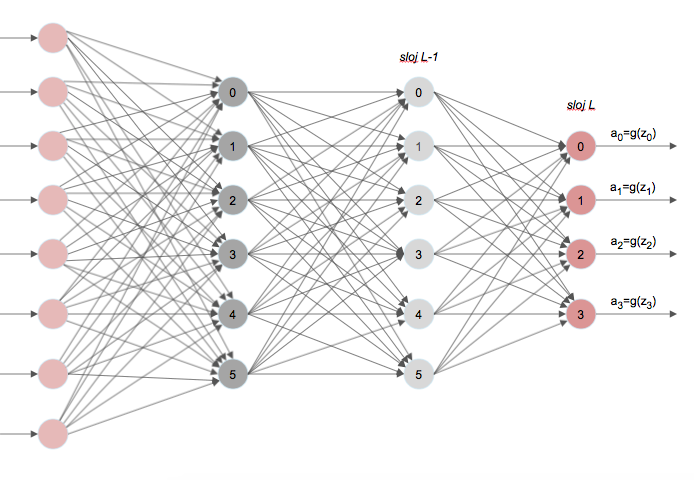 sloj L-1
sloj L
0
1
2
3
4
5
0
1
2
3
4
5
0
1
2
3
a₀=g(z₀)
a₁=g(z₁)
a₂=g(z₂)
a₃=g(z₃)